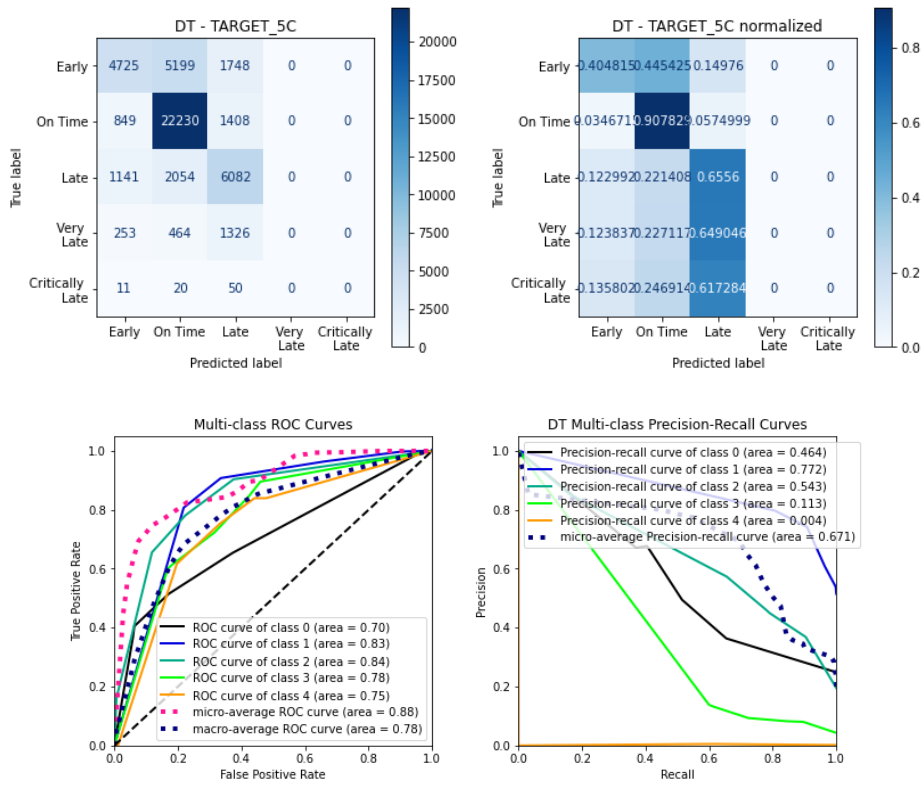 DT - TARGET_5C
Early 4725 5199 1748 0 0
On Time 849 22230 1408 0 0
Late 1141 2054 6082 0 0
Very
Late 253 464 1326 0 0
Critically
Late 11 20 50 0 0
Early On Time Late Very
Late Critically
Late
Predicted label
True label
20000
17500
15000
12500
10000
7500
5000
2500
0
DT - TARGET_5C normalized
Early 0.404815 0.445425 0.14976 0 0
On Time 0.034671 0.907829 0.0574999 0 0
Late 0.122992 0.221408 0.6556 0 0
Very
Late 0.123837 0.227117 0.649046 0 0
Critically
Late 0.135802 0.246914 0.617284 0 0
Early On Time Late Very
Late Critically
Late
Predicted label
True label
0.8
0.6
0.4
0.2
0.0
Multi-class ROC Curves
True Positive Rate
1.0
0.8
0.6
0.4
0.2
0.0
ROC curve of class 0 (area = 0.70)
ROC curve of class 1 (area = 0.83)
ROC curve of class 2 (area = 0.84)
ROC curve of class 3 (area = 0.78)
ROC curve of class 4 (area = 0.75)
micro-average ROC curve (area = 0.88)
macro-average ROC curve (area = 0.78)
0.0 0.2 0.4 0.6 0.8 1.0
False Positive Rate
DT Multi-class Precision-Recall Curves
Precision
1.0
0.8
0.6
0.4
0.2
0.0
Precision-recall curve of class 0 (area = 0.464)
Precision-recall curve of class 1 (area = 0.772)
Precision-recall curve of class 2 (area = 0.543)
Precision-recall curve of class 3 (area = 0.113)
Precision-recall curve of class 4 (area = 0.004)
micro-average Precision-recall curve (area = 0.671)
0.0 0.2 0.4 0.6 0.8 1.0
Recall